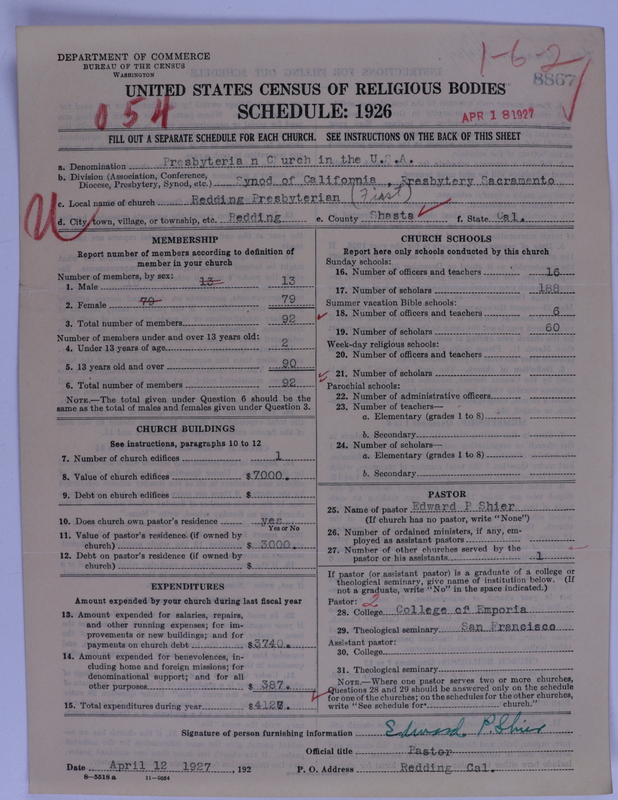 DEPARTMENT OF COMMERCE
BUREAU OF THE CENSUS
WASHINGTON
1-6-2
8867
UNITED STATES CENSUS OF RELIGIOUS BODIES
054
SCHEDULE: 1926
APR 18 1927
FILL OUT A SEPARATE SCHEDULE FOR EACH CHURCH. SEE INSTRUCTIONS ON THE BACK OF THIS SHEET
a. Denomination Presbyteria n Church in the U.S.A.
b. Division (Association, Conference, Diocese, Presbytery, Synod, etc.) Synod of California , Presbytery Sacramento
c. Local name of church Redding Presbyterian (First)
d. City, town, village, or township, etc. Redding e. County Shasta f. State Cal.
U
MEMBERSHIP
Report number of members according to definition of member in your church
Number of members, by sex:
1. Male 13 13
2. Female 79 79
3. Total number of members 92
Number of members under and over 13 years old:
4. Under 13 years of age 2
5. 13 years old and over 90
6. Total number of members 92
NOTE.—The total given under Question 6 should be same as the total of males and females given under Question 3.
CHURCH BUILDINGS
See instructions, paragraphs 10 to 12
7. Number of church edifices 1
8. Value of church edifices $7000.
9. Debt on church edifices $
10. Does church own pastor's residence yes
Yes or No
11. Value of pastor's residence (if owned by church) $ 3000.
12. Debt on pastor's residence (if owned by church) $
EXPENDITURES
Amount expended by your church during last fiscal year
13. Amount expended for salaries, repairs, and other running expenses; for improvements or new buildings; and for payments on church debt $3740.
14. Amount expended for benevolences, including home and foreign missions; for denominational support; and for all other purposes $ 387.
15. Total expenditures during year $4127.
CHURCH SCHOOLS
Report here only schools conducted by this church
Sunday schools:
16. Number of officers and teachers 16
17. Number of scholars 188
Summer vacation Bible schools:
18. Number of officers and teachers 6
19. Number of scholars 60
Week-day religious schools:
20. Number of officers and teachers
21. Number of scholars
Parochial schools:
22. Number of administrative officers
23. Number of teachers—
a. Elementary (grades 1 to 8)
b. Secondary
24. Number of scholars—
a. Elementary (grades 1 to 8)
b. Secondary
PASTOR
25. Name of pastor Edward P Shier
(If church has no pastor, write "None")
26. Number of ordained ministers, if any, employed as assistant pastors
27. Number of other churches served by the pastor or his assistants 1
If pastor (or assistant pastor) is a graduate of a college or theological seminary, give name of institution below. (If not a graduate, write "No" in the space indicated.)
Pastor: 2
28. College College of Emporia
29. Theological seminary San Francisco
Assistant pastor:
30. College
31. Theological seminary
NOTE.—Where one pastor serves two or more churches, Questions 28 and 29 should be answered only on the schedule for one of the churches; on the schedules for the other churches, write "See schedule for church."
Signature of person furnishing information Edward P. Shier
Official title Pastor
Date April 12 1927 , 192 P. O. Address Redding Cal.
8-5518 a 11-9054